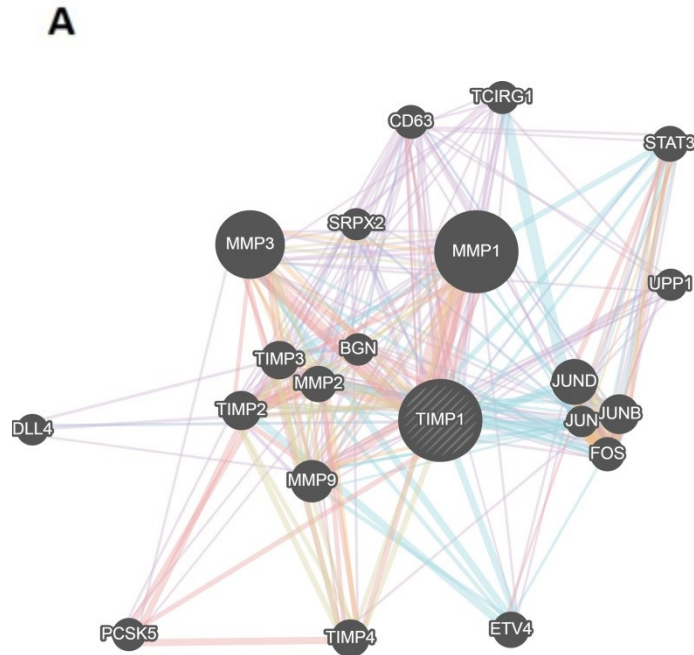 A
TCIRG1
CD63
STAT3
SRPX2
MMP3
MMP1
UPP1
BGN
TIMP3
MMP2
JUND
TIMP2
TIMP1
JUN
JUNB
DLL4
FOS
MMP9
PCSK5
TIMP4
ETV4